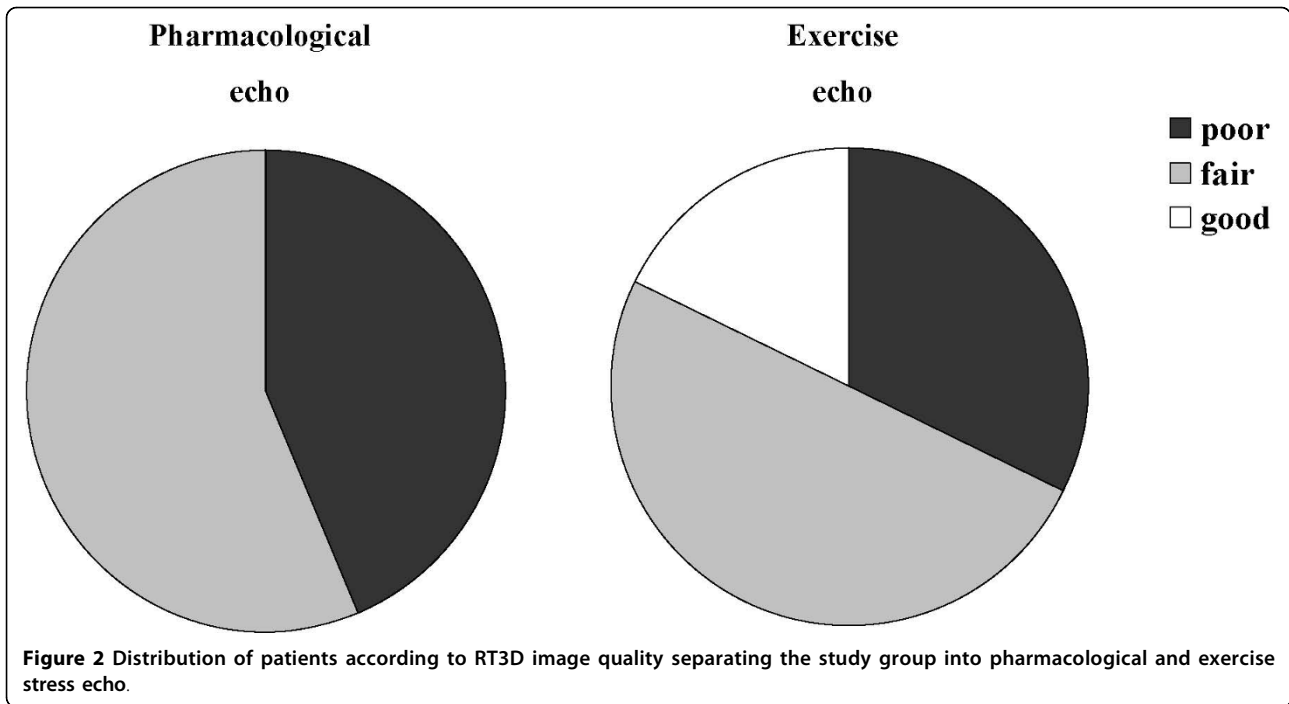 Pharmacological
echo
Exercise
echo
poor
fair
good
Figure 2 Distribution of patients according to RT3D image quality separating the study group into pharmacological and exercise
stress echo.